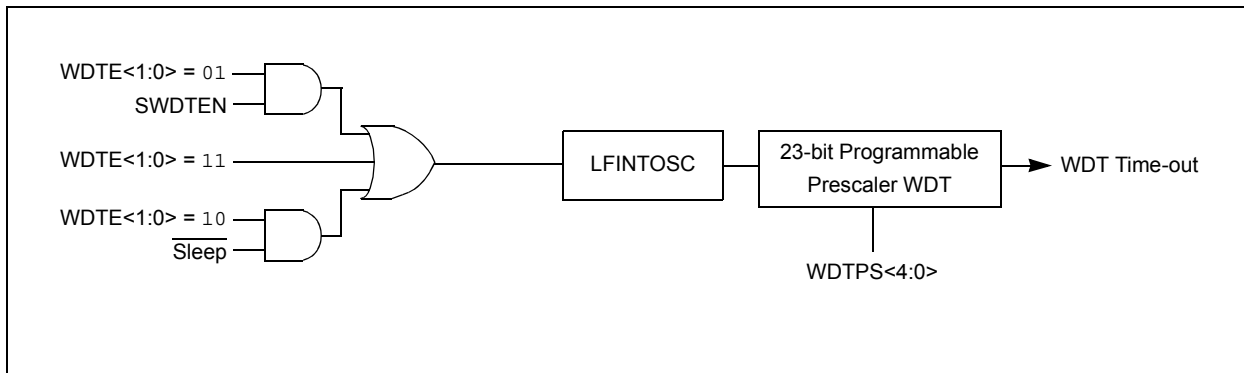 WDTE<1:0> = 01
SWDTEN
WDTE<1:0> = 11
WDTE<1:0> = 10
Sleep
LFINTOSC
23-bit Programmable
Prescaler WDT
WDT Time-out
WDTPS<4:0>